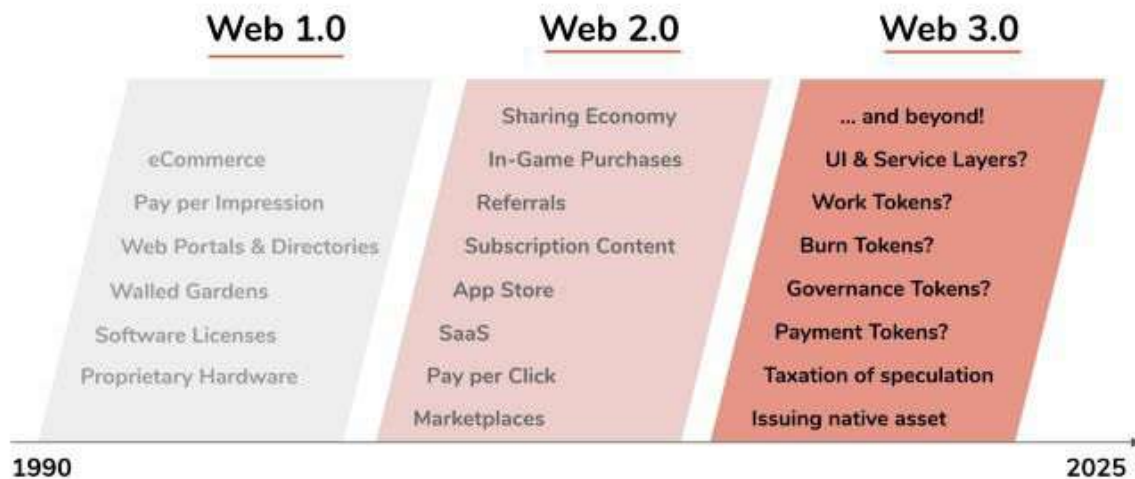 Web 1.0
eCommerce
Pay per Impression
Web Portals & Directories
Walled Gardens
Software Licenses
Proprietary Hardware
Web 2.0
Sharing Economy
In-Game Purchases
Referrals
Subscription Content
App Store
SaaS
Pay per Click
Marketplaces
Web 3.0
... and beyond!
UI & Service Layers?
Work Tokens?
Burn Tokens?
Governance Tokens?
Payment Tokens?
Taxation of speculation
Issuing native asset
1990
2025